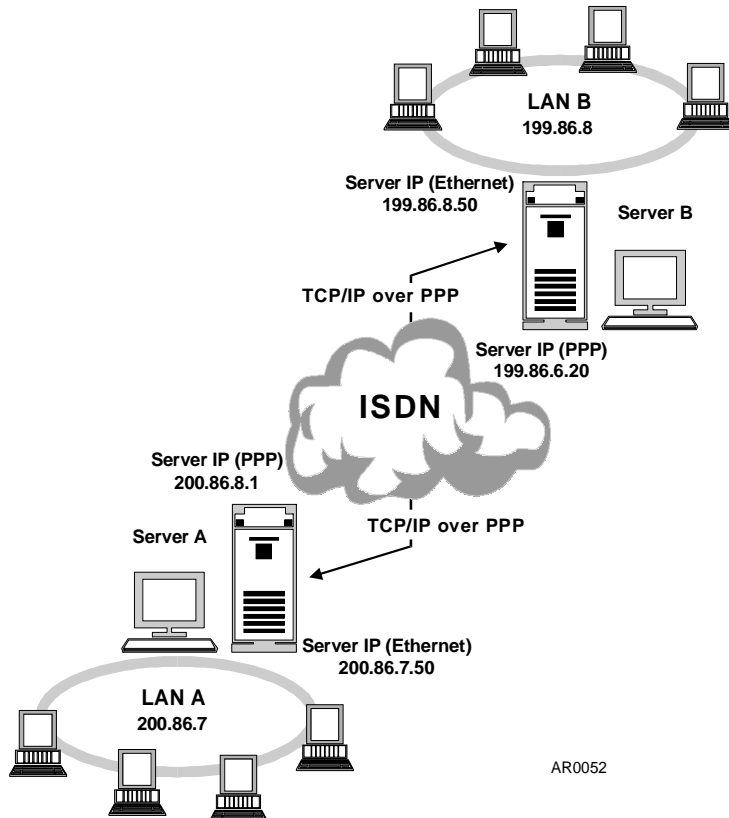 LAN B
199.86.8
Server IP (Ethernet)
199.86.8.50
Server B
TCP/IP over PPP
Server IP (PPP)
199.86.6.20
ISDN
Server IP (PPP)
200.86.8.1
TCP/IP over PPP
Server A
Server IP (Ethernet)
200.86.7.50
LAN A
200.86.7
AR0052